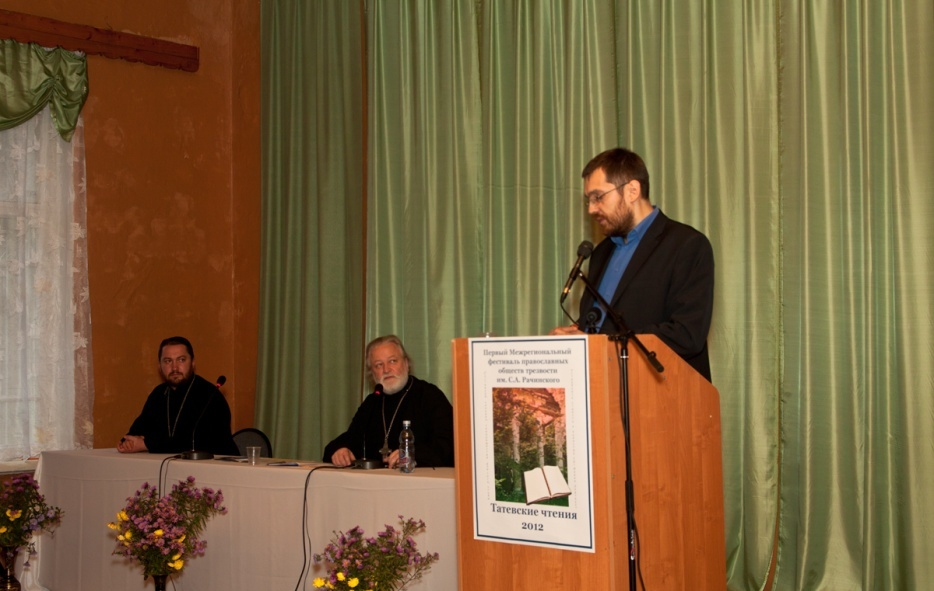 Первый Межрегиональный
фестиваль православных
обществ трезвости
им. С.А. Рачинского
Татевские чтения
2012